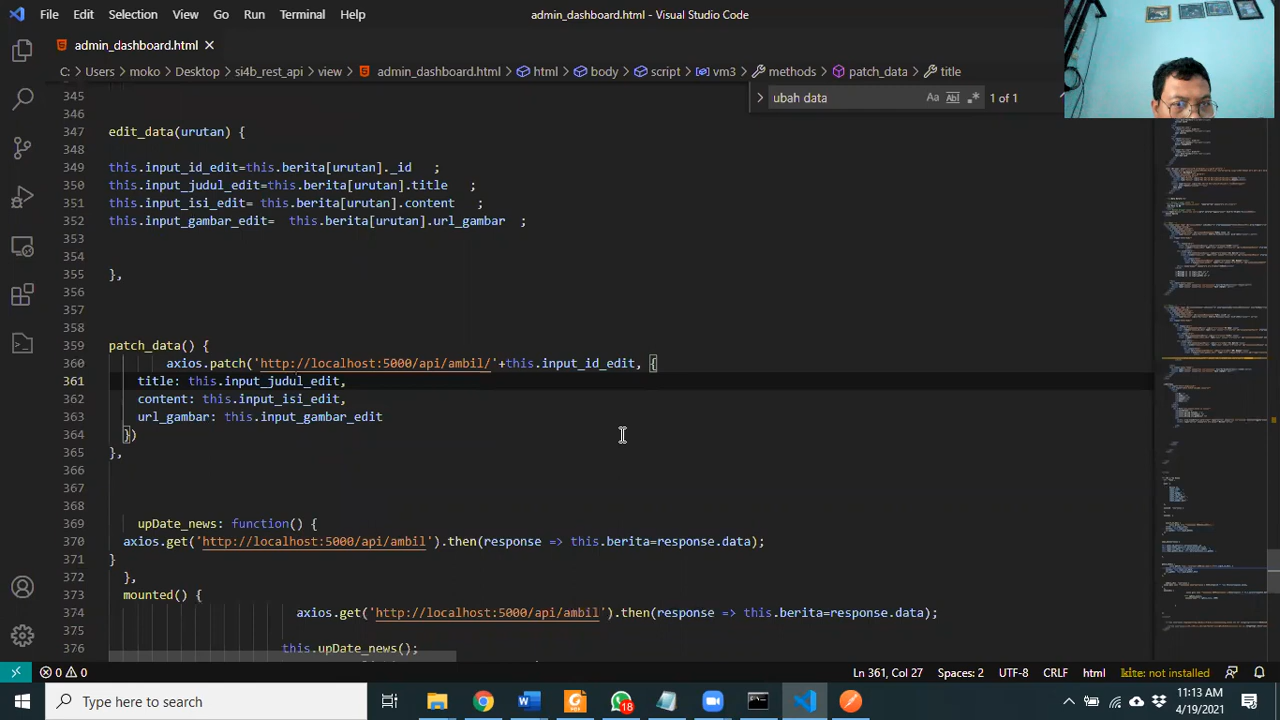 File Edit Selection View Go Run Terminal Help admin_dashboard.html - Visual Studio Code
admin_dashboard.html
C: > Users > moko > Desktop > si4b_rest_api > view > admin_dashboard.html > html > body > script > vm3 > methods > patch_data > title
ubah data Aa Abl .* 1 of 1
345
346
347 edit_data(urutan) {
348
349 this.input_id_edit=this.berita[urutan]._id ;
350 this.input_judul_edit=this.berita[urutan].title ;
351 this.input_isi_edit= this.berita[urutan].content ;
352 this.input_gambar_edit= this.berita[urutan].url_gambar ;
353
354
355 },
356
357
358
359 patch_data() {
360 axios.patch('http://localhost:5000/api/ambil/'+this.input_id_edit, {
361 title: this.input_judul_edit,
362 content: this.input_isi_edit,
363 url_gambar: this.input_gambar_edit
364 })
365 },
366
367
368
369 upDate_news: function() {
370 axios.get('http://localhost:5000/api/ambil').then(response => this.berita=response.data);
371 }
372 },
373 mounted() {
374 axios.get('http://localhost:5000/api/ambil').then(response => this.berita=response.data);
375
376 this.upDate_news();
0 0 Ln 361, Col 27 Spaces: 2 UTF-8 CRLF html kite: not installed
Type here to search 18 11:13 AM
4/19/2021